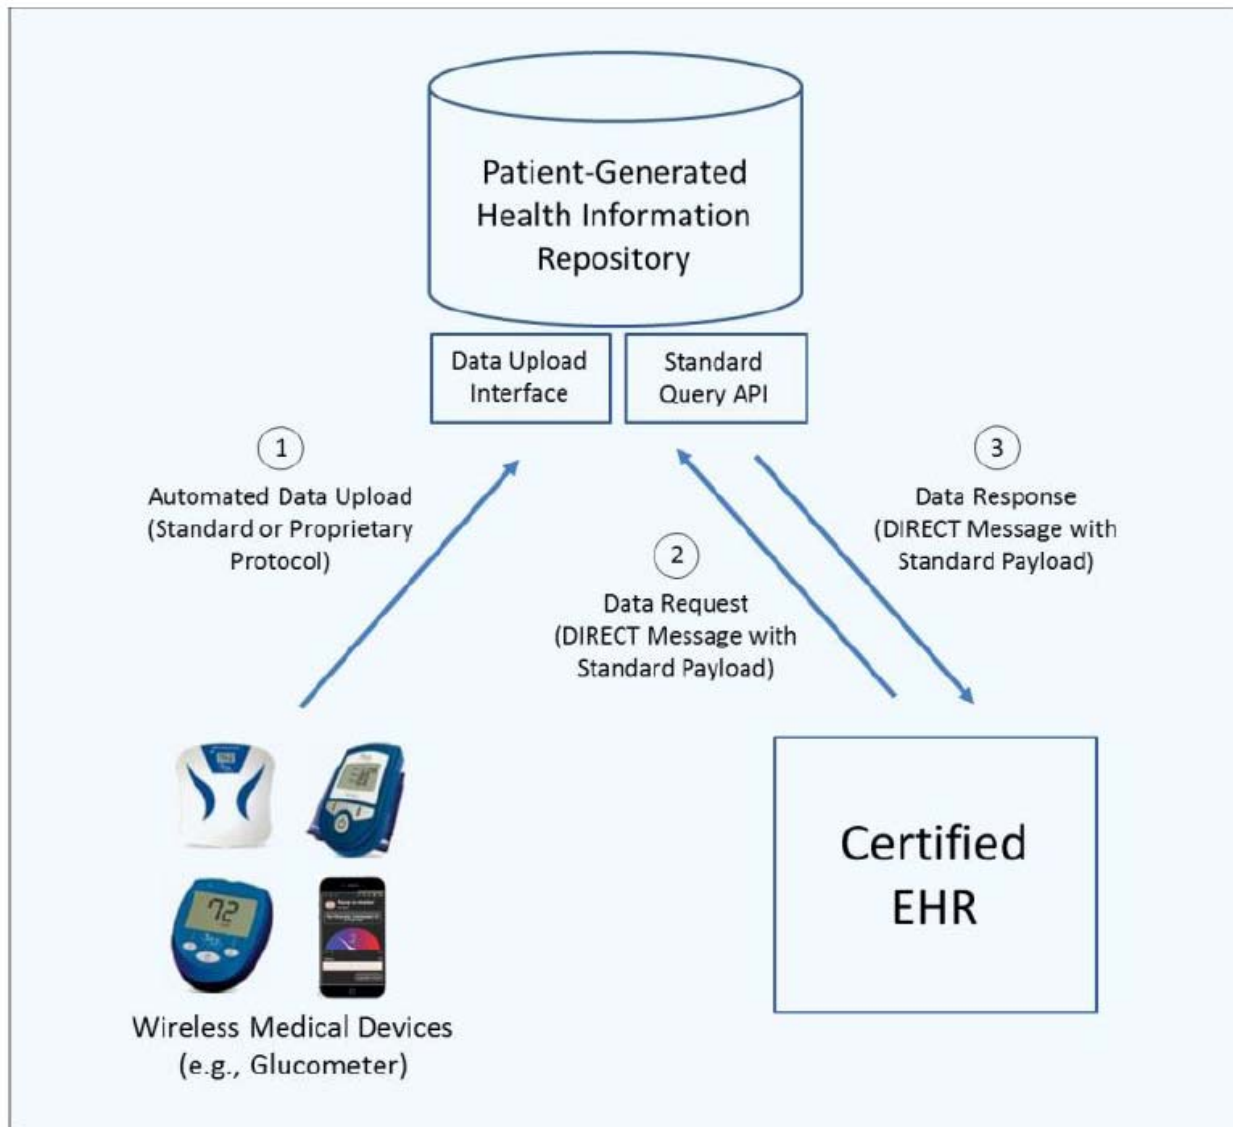 Patient-Generated
Health Information
Repository
Data Upload
Interface
Standard
Query API
1
Automated Data Upload
(Standard or Proprietary
Protocol)
2
Data Request
(DIRECT Message with
Standard Payload)
3
Data Response
(DIRECT Message with
Standard Payload)
72
Wireless Medical Devices
(e.g., Glucometer)
Certified
EHR